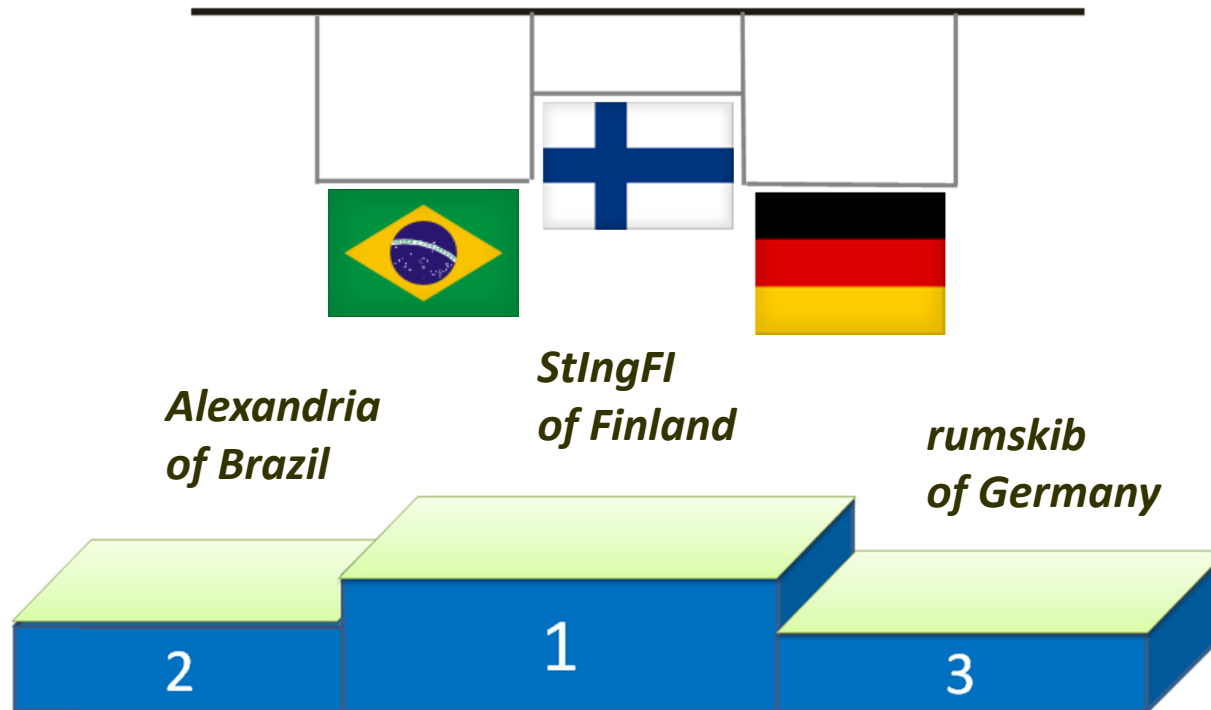 StIngFI
of Finland
Alexandria
of Brazil
rumskib
of Germany
1
2
3